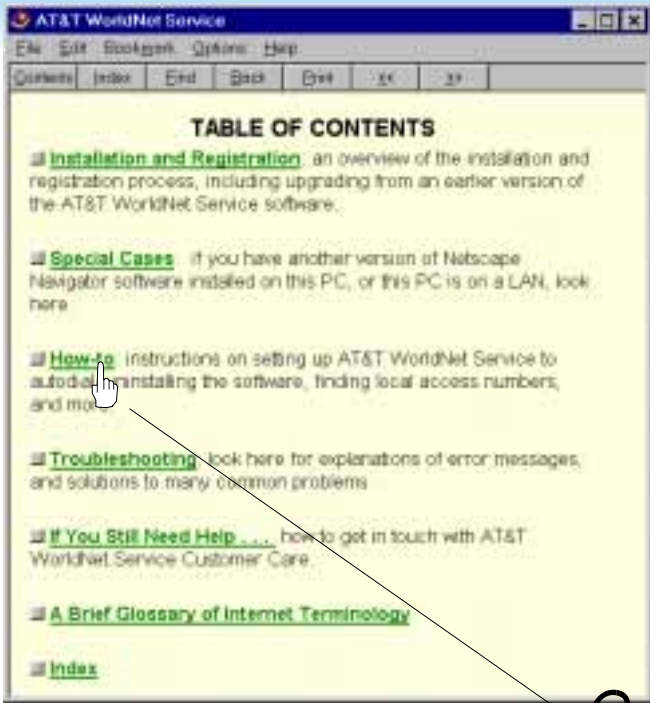 AT&T WorldNet Service
File Edit Bookmark Options Help
Contents Index Find Back Print << >>
TABLE OF CONTENTS
Installation and Registration: an overview of the installation and
registration process, including upgrading from an earlier version of
the AT&T WorldNet Service software.
Special Cases: if you have another version of Netscape
Navigator software installed on this PC, or this PC is on a LAN, look
here
How-to: instructions on setting up AT&T WorldNet Service to
uninstalling the software, finding local access numbers,
and more.
Troubleshooting: look here for explanations of error messages,
and solutions to many common problems
If You Still Need Help . . . how to get in touch with AT&T
WorldNet Service Customer Care.
A Brief Glossary of Internet Terminology
Index